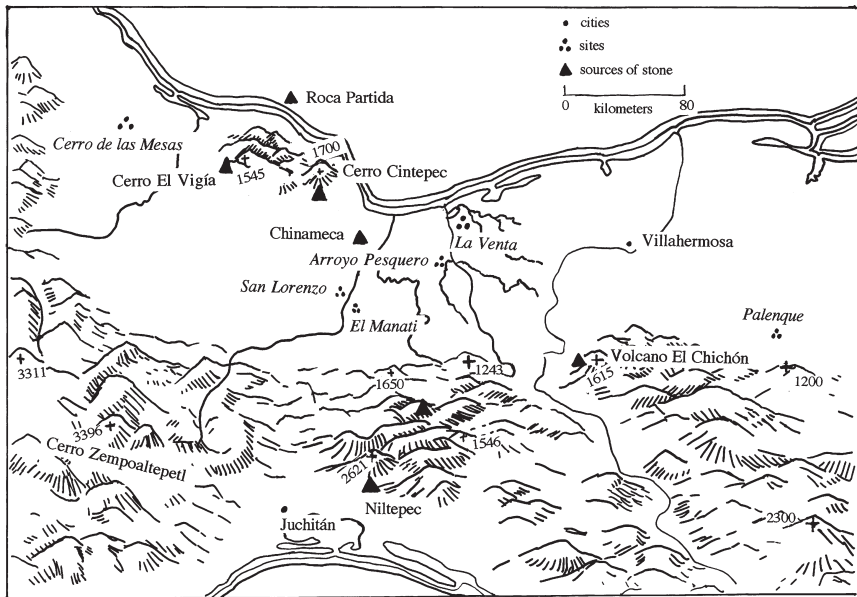 cities
sites
sources of stone
0 80
kilometers
Roca Partida
Cerro de las Mesas
1700
Cerro Cintepec
Cerro El Vigía
1545
Chinameca
La Venta
Villahermosa
Arroyo Pesquero
San Lorenzo
El Manati
Palenque
3311
1243
1615
Volcano El Chichón
1200
1650
3396
Cerro Zempoaltepetl
1546
2621
Niltepec
Juchitán
2300